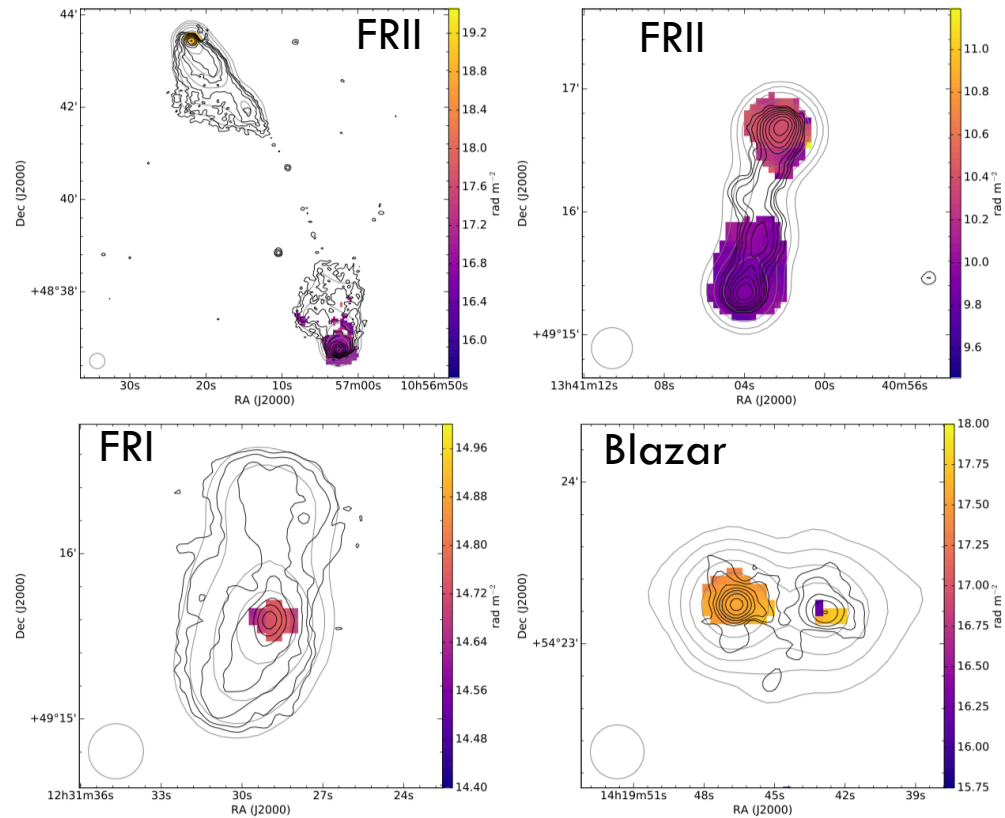 FRII
44'
42'
40'
+48°38'
30s
20s
10s
57m00s
10h56m50s
RA (J2000)
Dec (J2000)
19.2
18.8
18.4
18.0
17.6
17.2
16.8
16.4
16.0
rad m⁻²
FRII
17'
16'
+49°15'
13h41m12s
08s
04s
00s
40m56s
RA (J2000)
Dec (J2000)
11.0
10.8
10.6
10.4
10.2
10.0
9.8
9.6
rad m⁻²
FRI
16'
+49°15'
12h31m36s
33s
30s
27s
24s
RA (J2000)
Dec (J2000)
14.96
14.88
14.80
14.72
14.64
14.56
14.48
14.40
rad m⁻²
Blazar
24'
+54°23'
14h19m51s
48s
45s
42s
39s
RA (J2000)
Dec (J2000)
18.00
17.75
17.50
17.25
17.00
16.75
16.50
16.25
16.00
15.75
rad m⁻²